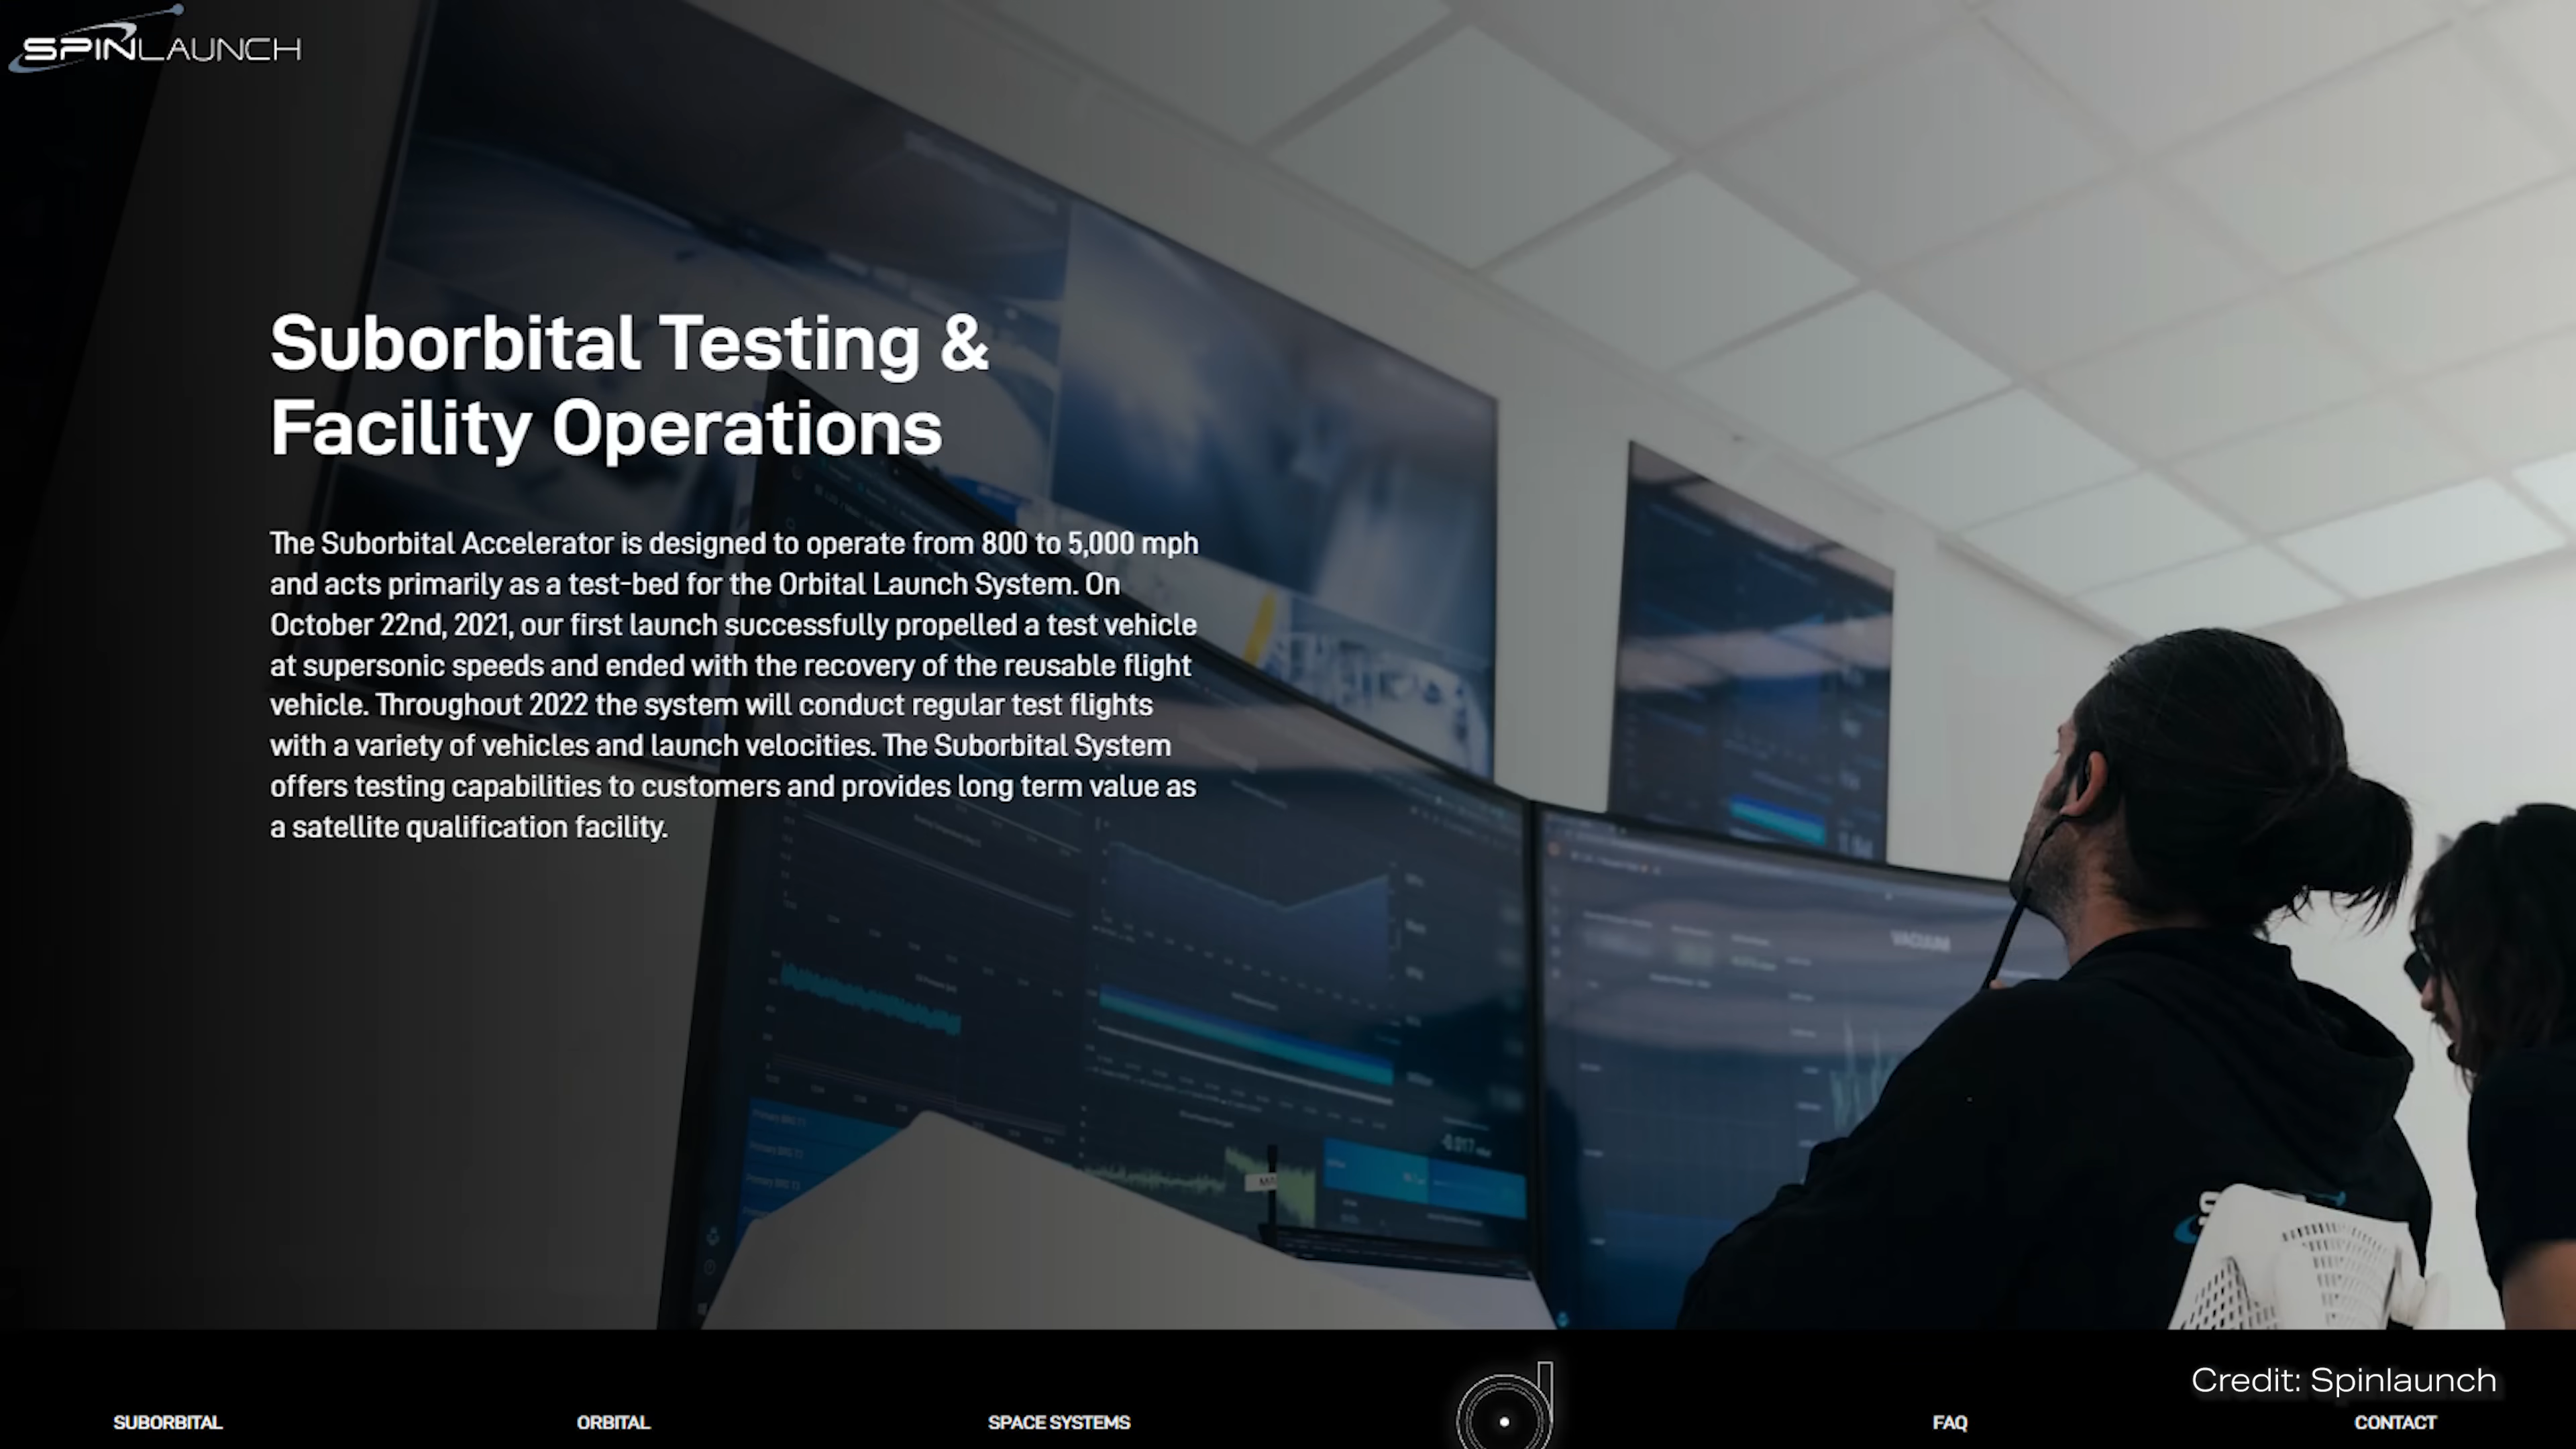 SPINLAUNCH
Suborbital Testing &
Facility Operations
The Suborbital Accelerator is designed to operate from 800 to 5,000 mph
and acts primarily as a test-bed for the Orbital Launch System. On
October 22nd, 2021, our first launch successfully propelled a test vehicle
at supersonic speeds and ended with the recovery of the reusable flight
vehicle. Throughout 2022 the system will conduct regular test flights
with a variety of vehicles and launch velocities. The Suborbital System
offers testing capabilities to customers and provides long term value as
a satellite qualification facility.
VACUUM
Credit: Spinlaunch
SUBORBITAL
ORBITAL
SPACE SYSTEMS
FAQ
CONTACT